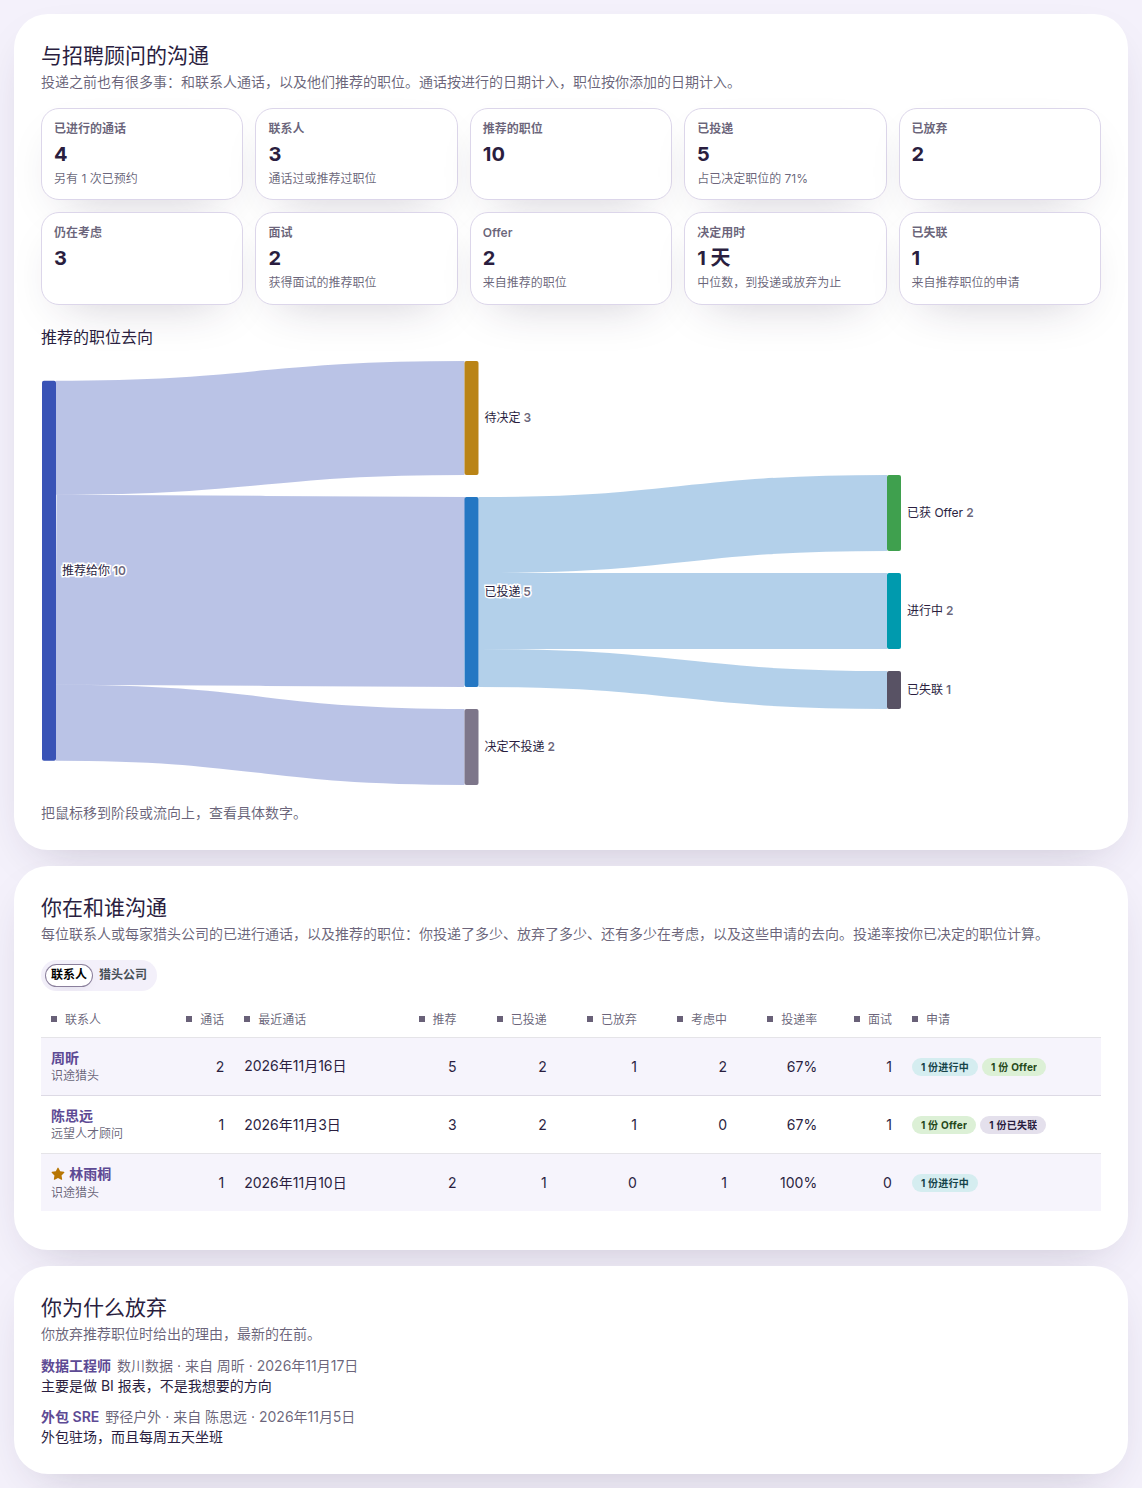 与招聘顾问的沟通
投递之前也有很多事：和联系人通话，以及他们推荐的职位。通话按进行的日期计入，职位按你添加的日期计入。
已进行的通话
4
另有 1 次已预约
联系人
3
通话过或推荐过职位
推荐的职位
10
已投递
5
占已决定职位的 71%
已放弃
2
仍在考虑
3
面试
2
获得面试的推荐职位
Offer
2
来自推荐的职位
决定用时
1 天
中位数，到投递或放弃为止
已失联
1
来自推荐职位的申请
推荐的职位去向
待决定 3
已获 Offer 2
推荐给你 10
已投递 5
进行中 2
已失联 1
决定不投递 2
把鼠标移到阶段或流向上，查看具体数字。
你在和谁沟通
每位联系人或每家猎头公司的已进行通话，以及推荐的职位：你投递了多少、放弃了多少、还有多少在考虑，以及这些申请的去向。投递率按你已决定的职位计算。
联系人 猎头公司
联系人 通话 最近通话 推荐 已投递 已放弃 考虑中 投递率 面试 申请
周昕
识途猎头
2 2026年11月16日 5 2 1 2 67% 1 1 份进行中 1 份 Offer
陈思远
远望人才顾问
1 2026年11月3日 3 2 1 0 67% 1 1 份 Offer 1 份已失联
林雨桐
识途猎头
1 2026年11月10日 2 1 0 1 100% 0 1 份进行中
你为什么放弃
你放弃推荐职位时给出的理由，最新的在前。
数据工程师 数川数据 · 来自 周昕 · 2026年11月17日
主要是做 BI 报表，不是我想要的方向
外包 SRE 野径户外 · 来自 陈思远 · 2026年11月5日
外包驻场，而且每周五天坐班